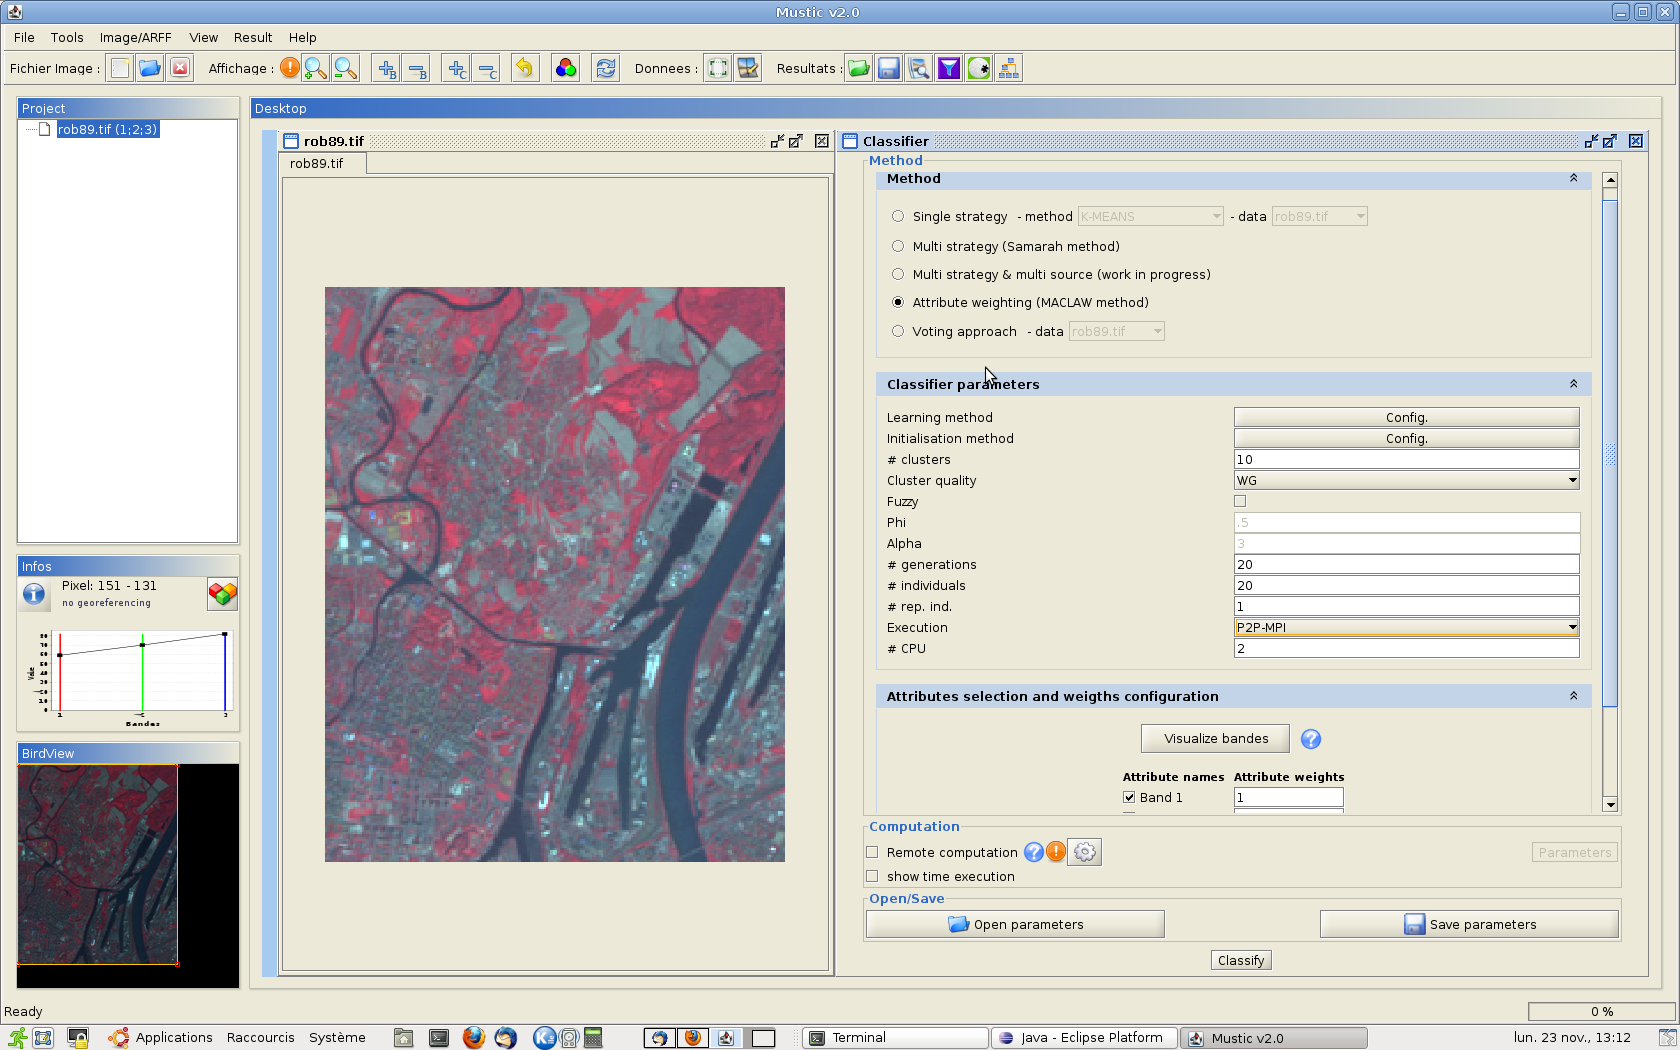 Mustic v2.0
File Tools Image/ARFF View Result Help
Fichier Image : Affichage : B B C C Donnees : Resultats :
Project
rob89.tif (1;2;3)
Desktop
rob89.tif
rob89.tif
Classifier
Method
Method
Single strategy - method K-MEANS - data rob89.tif
Multi strategy (Samarah method)
Multi strategy & multi source (work in progress)
Attribute weighting (MACLAW method)
Voting approach - data rob89.tif
Classifier parameters
Learning method Config.
Initialisation method Config.
# clusters 10
Cluster quality WG
Fuzzy
Phi .5
Alpha 3
# generations 20
# individuals 20
# rep. ind. 1
Execution P2P-MPI
# CPU 2
Attributes selection and weigths configuration
Visualize bandes
Attribute names Attribute weights
Band 1 1
Computation
Remote computation Parameters
show time execution
Open/Save
Open parameters Save parameters
Classify
Infos
Pixel: 151 - 131
no georeferencing
Bandes
BirdView
Ready 0 %
Applications Raccourcis Système Terminal Java - Eclipse Platform Mustic v2.0 lun. 23 nov., 13:12